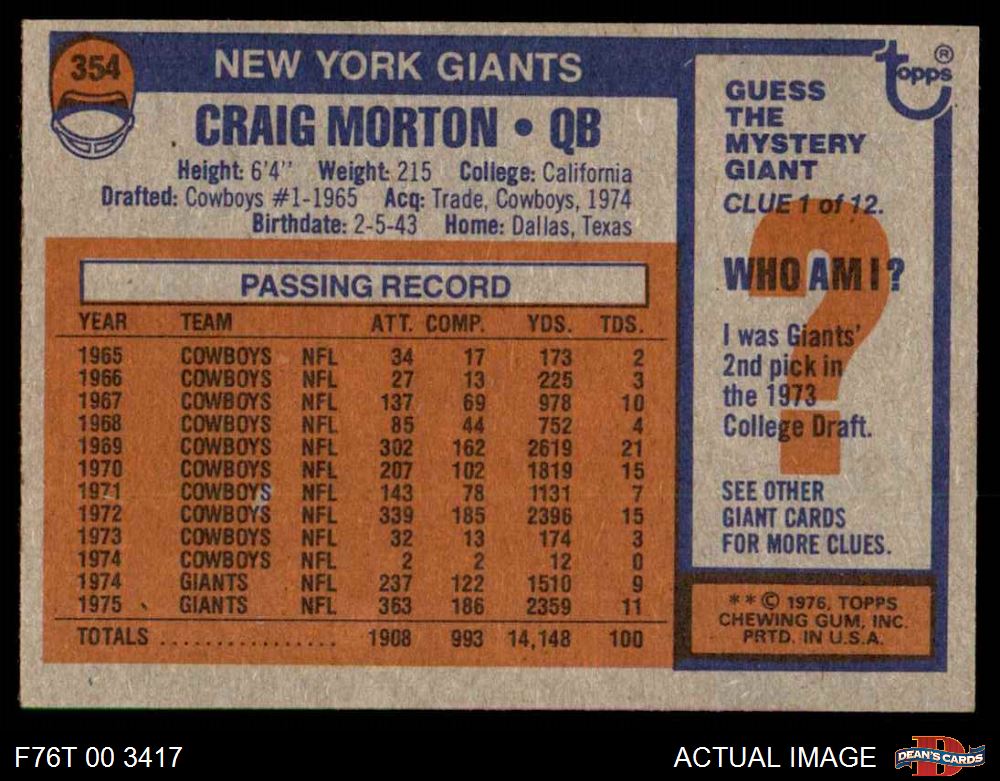 354
NEW YORK GIANTS
CRAIG MORTON • QB
Height: 6'4" Weight: 215 College: California
Drafted: Cowboys #1-1965 Acq: Trade, Cowboys, 1974
Birthdate: 2-5-43 Home: Dallas, Texas
PASSING RECORD
YEAR TEAM ATT. COMP. YDS. TDS.
1965 COWBOYS NFL 34 17 173 2
1966 COWBOYS NFL 27 13 225 3
1967 COWBOYS NFL 137 69 978 10
1968 COWBOYS NFL 85 44 752 4
1969 COWBOYS NFL 302 162 2619 21
1970 COWBOYS NFL 207 102 1819 15
1971 COWBOYS NFL 143 78 1131 7
1972 COWBOYS NFL 339 185 2396 15
1973 COWBOYS NFL 32 13 174 3
1974 COWBOYS NFL 2 2 12 0
1974 GIANTS NFL 237 122 1510 9
1975 GIANTS NFL 363 186 2359 11
TOTALS ................ 1908 993 14,148 100
topps®
GUESS
THE
MYSTERY
GIANT
CLUE 1 of 12.
?
WHO AM I?
I was Giants'
2nd pick in
the 1973
College Draft.
SEE OTHER
GIANT CARDS
FOR MORE CLUES.
**© 1976, TOPPS
CHEWING GUM, INC.
PRTD. IN U.S.A.
F76T 00 3417
ACTUAL IMAGE
D
DEAN'S CARDS